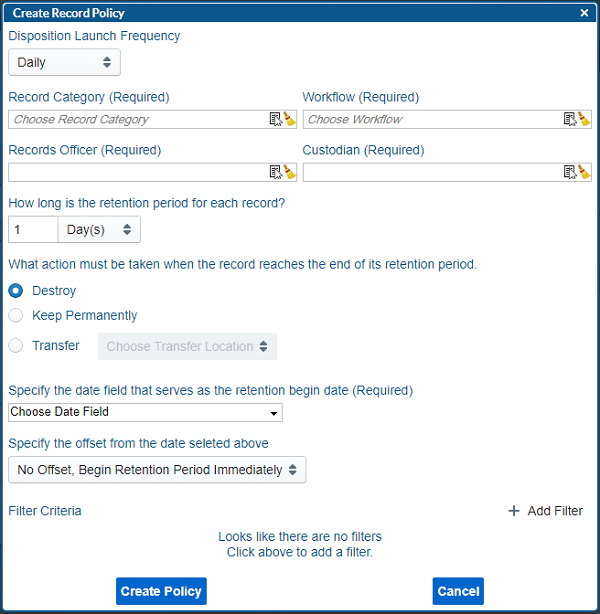 Create Record Policy
Disposition Launch Frequency
Daily
Record Category (Required) Workflow (Required)
Choose Record Category Choose Workflow
Records Officer (Required) Custodian (Required)
How long is the retention period for each record?
1 Day(s)
What action must be taken when the record reaches the end of its retention period.
Destroy
Keep Permanently
Transfer Choose Transfer Location
Specify the date field that serves as the retention begin date (Required)
Choose Date Field
Specify the offset from the date seleted above
No Offset, Begin Retention Period Immediately
Filter Criteria + Add Filter
Looks like there are no filters
Click above to add a filter.
Create Policy Cancel